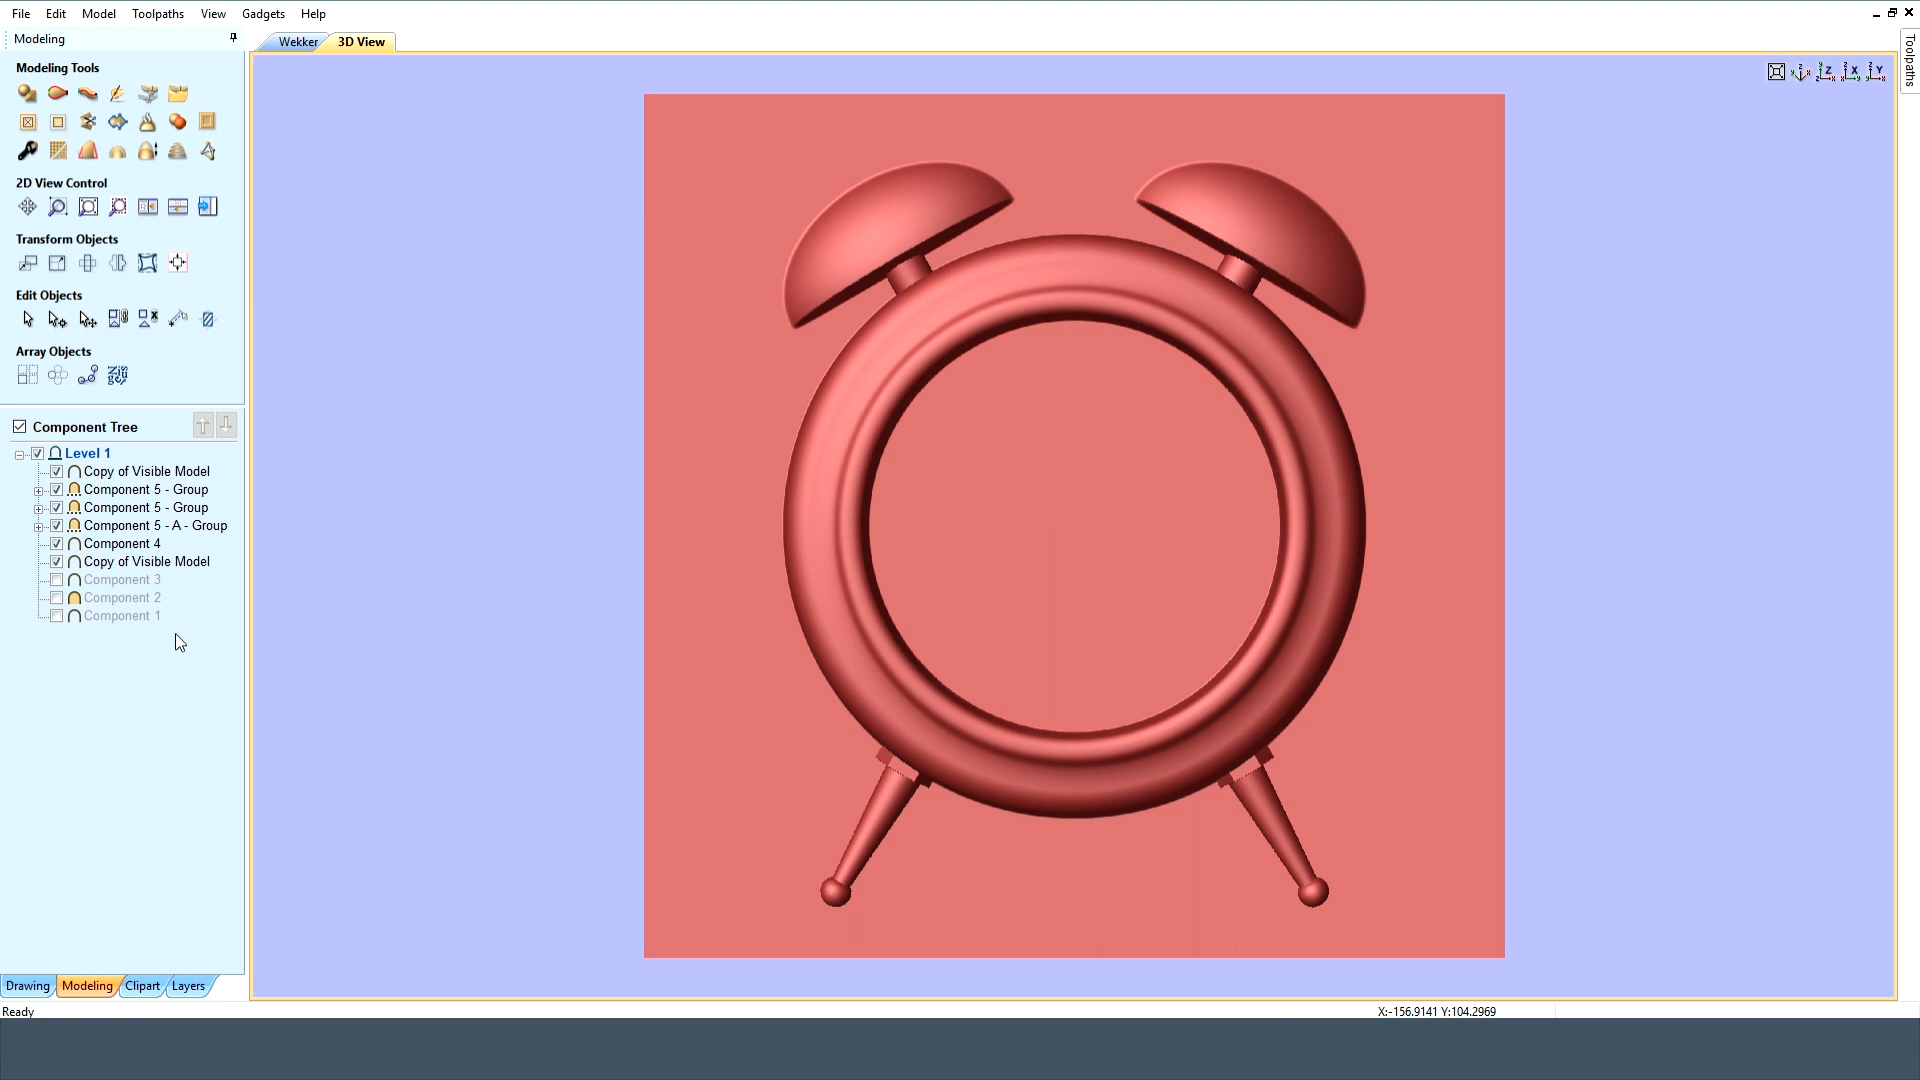 File Edit Model Toolpaths View Gadgets Help
Modeling
Wekker 3D View
Toolpaths
Modeling Tools
2D View Control
Transform Objects
Edit Objects
Array Objects
Component Tree
Level 1
Copy of Visible Model
Component 5 - Group
Component 5 - Group
Component 5 - A - Group
Component 4
Copy of Visible Model
Component 3
Component 2
Component 1
Drawing Modeling Clipart Layers
Ready X:-156.9141 Y:104.2969